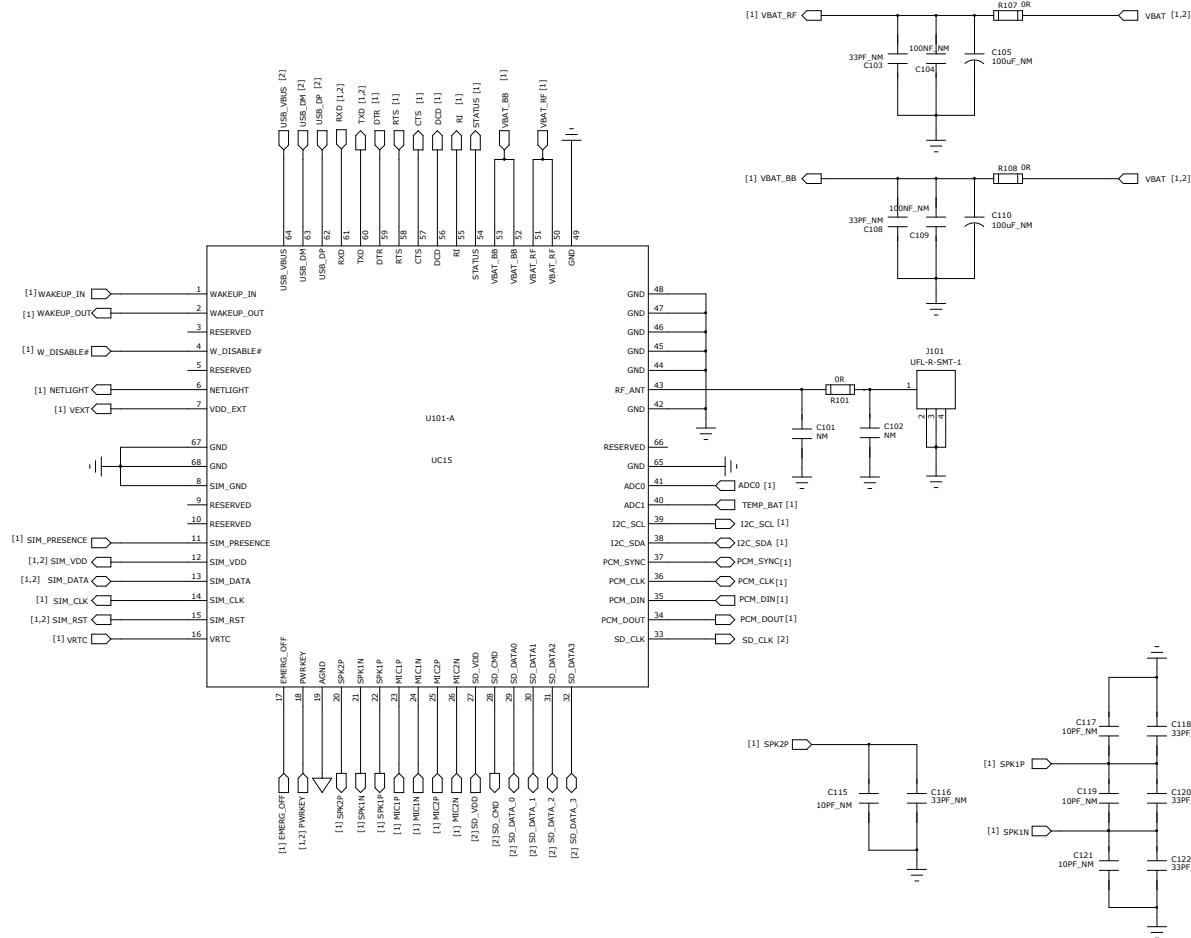 [1] VBAT_RF
R107 0R
VBAT [1,2]
33PF_NM
C103
100NF_NM
C104
C105
100uF_NM
[1] VBAT_BB
R108 0R
VBAT [1,2]
33PF_NM
C108
100NF_NM
C109
C110
100uF_NM
USB_VBUS [2]
USB_DM [2]
USB_DP [2]
RXD [1,2]
TXD [1,2]
DTR [1]
RTS [1]
CTS [1]
DCD [1]
RI [1]
STATUS [1]
VBAT_BB [1]
VBAT_RF [1]
64
63
62
61
60
59
58
57
56
55
54
53
52
51
50
49
USB_VBUS
USB_DM
USB_DP
RXD
TXD
DTR
RTS
CTS
DCD
RI
STATUS
VBAT_BB
VBAT_BB
VBAT_RF
VBAT_RF
GND
[1] WAKEUP_IN 1 WAKEUP_IN
[1] WAKEUP_OUT 2 WAKEUP_OUT
3 RESERVED
[1] W_DISABLE# 4 W_DISABLE#
5 RESERVED
[1] NETLIGHT 6 NETLIGHT
[1] VEXT 7 VDD_EXT
67 GND
68 GND
8 SIM_GND
9 RESERVED
10 RESERVED
[1] SIM_PRESENCE 11 SIM_PRESENCE
[1,2] SIM_VDD 12 SIM_VDD
[1,2] SIM_DATA 13 SIM_DATA
[1] SIM_CLK 14 SIM_CLK
[1,2] SIM_RST 15 SIM_RST
[1] VRTC 16 VRTC
U101-A
UC15
GND 48
GND 47
GND 46
GND 45
GND 44
RF_ANT 43
GND 42
RESERVED 66
GND 65
ADC0 41 ADC0 [1]
ADC1 40 TEMP_BAT [1]
I2C_SCL 39 I2C_SCL [1]
I2C_SDA 38 I2C_SDA [1]
PCM_SYNC 37 PCM_SYNC[1]
PCM_CLK 36 PCM_CLK[1]
PCM_DIN 35 PCM_DIN[1]
PCM_DOUT 34 PCM_DOUT[1]
SD_CLK 33 SD_CLK [2]
J101
UFL-R-SMT-1
1
2
3
4
0R
R101
C101
NM
C102
NM
EMERG_OFF
PWRKEY
AGND
SPK2P
SPK1N
SPK1P
MIC1P
MIC1N
MIC2P
MIC2N
SD_VDD
SD_CMD
SD_DATA0
SD_DATA1
SD_DATA2
SD_DATA3
17
18
19
20
21
22
23
24
25
26
27
28
29
30
31
32
[1] EMERG_OFF
[1,2] PWRKEY
[1] SPK2P
[1] SPK1N
[1] SPK1P
[1] MIC1P
[1] MIC1N
[1] MIC2P
[1] MIC2N
[2] SD_VDD
[2] SD_CMD
[2] SD_DATA_0
[2] SD_DATA_1
[2] SD_DATA_2
[2] SD_DATA_3
[1] SPK2P
C115
10PF_NM
C116
33PF_NM
C117
10PF_NM
C118
33PF_
[1] SPK1P
C119
10PF_NM
C120
33PF_
[1] SPK1N
C121
10PF_NM
C122
33PF_